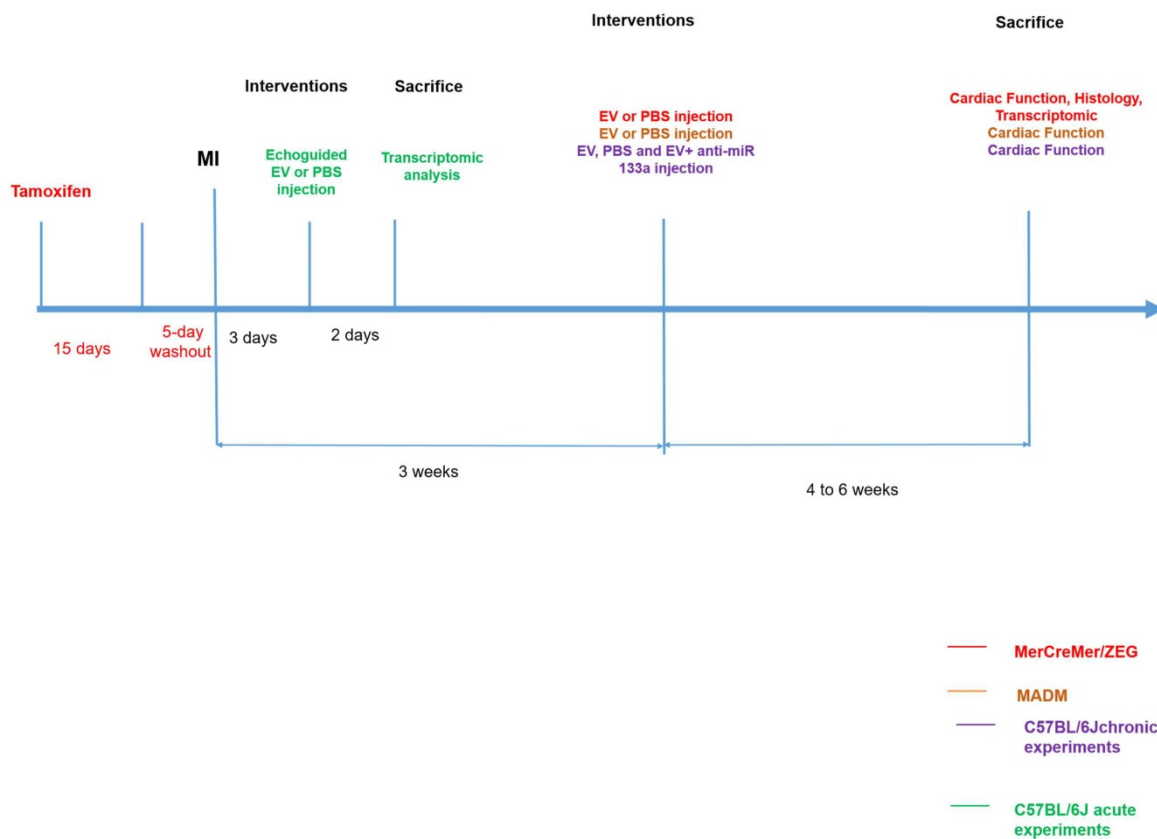 Interventions
Sacrifice
Interventions
Sacrifice
Cardiac Function, Histology,
Transcriptomic
Cardiac Function
Cardiac Function
EV or PBS injection
EV or PBS injection
EV, PBS and EV+ anti-miR
133a injection
MI
Echoguided
EV or PBS
injection
Transcriptomic
analysis
Tamoxifen
15 days
5-day
washout
3 days
2 days
3 weeks
4 to 6 weeks
MerCreMer/ZEG
MADM
C57BL/6Jchronic
experiments
C57BL/6J acute
experiments